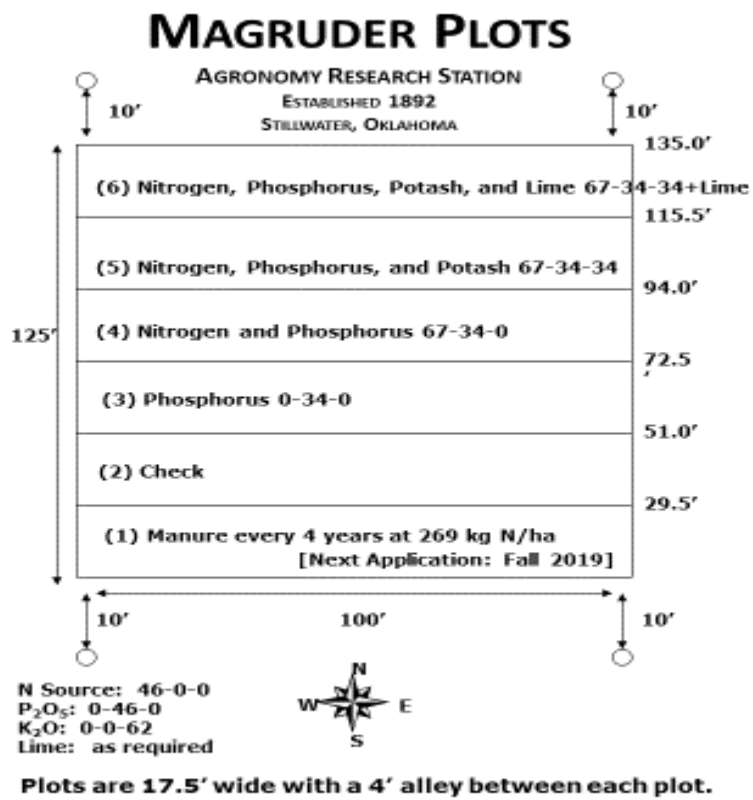 MAGRUDER PLOTS
AGRONOMY RESEARCH STATION
ESTABLISHED 1892
STILLWATER, OKLAHOMA
10′ 10′
135.0′
(6) Nitrogen, Phosphorus, Potash, and Lime 67-34-34+Lime
115.5′
(5) Nitrogen, Phosphorus, and Potash 67-34-34
94.0′
125′ (4) Nitrogen and Phosphorus 67-34-0
72.5
′
(3) Phosphorus 0-34-0
51.0′
(2) Check
29.5′
(1) Manure every 4 years at 269 kg N/ha
[Next Application: Fall 2019]
10′ 100′ 10′
N
W E
S
N Source: 46-0-0
P₂O₅: 0-46-0
K₂O: 0-0-62
Lime: as required
Plots are 17.5′ wide with a 4′ alley between each plot.